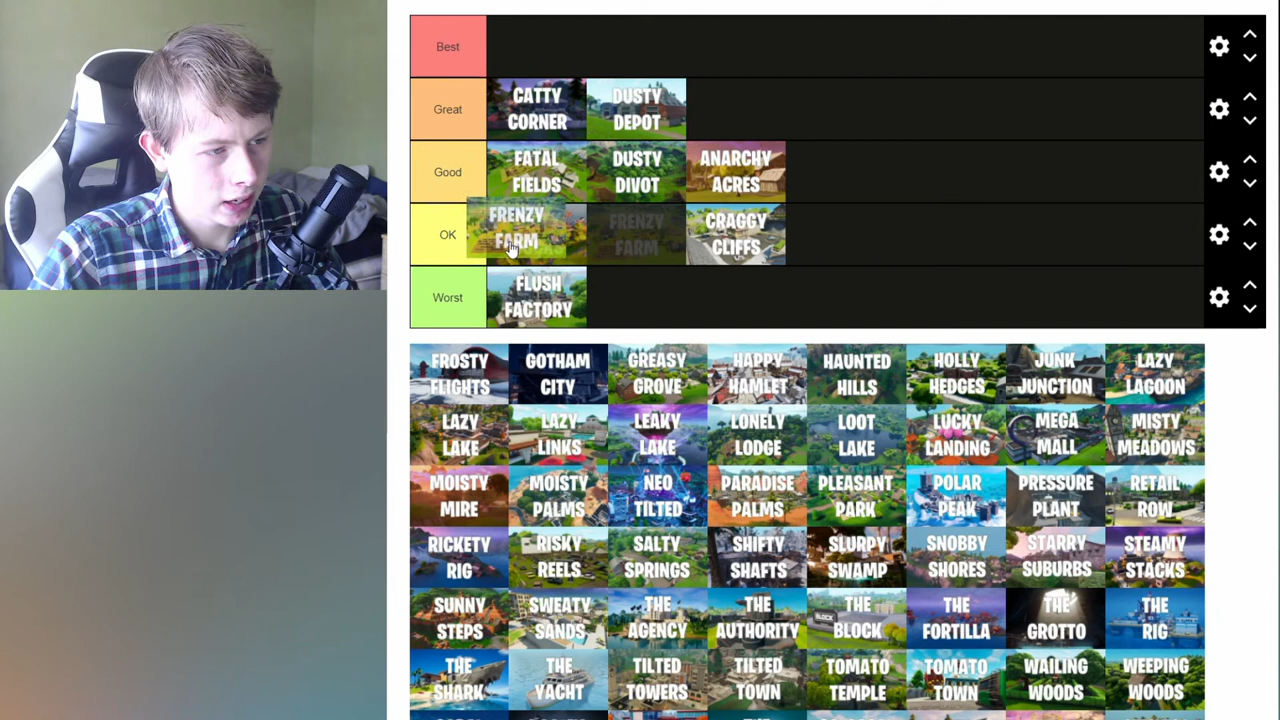 Best
Great
CATTY
CORNER
DUSTY
DEPOT
Good
FATAL
FIELDS
DUSTY
DIVOT
ANARCHY
ACRES
OK
FRENZY
FARM
FRENZY
FARM
CRAGGY
CLIFFS
Worst
FLUSH
FACTORY
FROSTY
FLIGHTS
GOTHAM
CITY
GREASY
GROVE
HAPPY
HAMLET
HAUNTED
HILLS
HOLLY
HEDGES
JUNK
JUNCTION
LAZY
LAGOON
LAZY
LAKE
LAZY
LINKS
LEAKY
LAKE
LONELY
LODGE
LOOT
LAKE
LUCKY
LANDING
MEGA
MALL
MISTY
MEADOWS
MOISTY
MIRE
MOISTY
PALMS
NEO
TILTED
PARADISE
PALMS
PLEASANT
PARK
POLAR
PEAK
PRESSURE
PLANT
RETAIL
ROW
RICKETY
RIG
RISKY
REELS
SALTY
SPRINGS
SHIFTY
SHAFTS
SLURPY
SWAMP
SNOBBY
SHORES
STARRY
SUBURBS
STEAMY
STACKS
SUNNY
STEPS
SWEATY
SANDS
THE
AGENCY
THE
AUTHORITY
THE
BLOCK
THE
FORTILLA
THE
GROTTO
THE
RIG
THE
SHARK
THE
YACHT
TILTED
TOWERS
TILTED
TOWN
TOMATO
TEMPLE
TOMATO
TOWN
WAILING
WOODS
WEEPING
WOODS